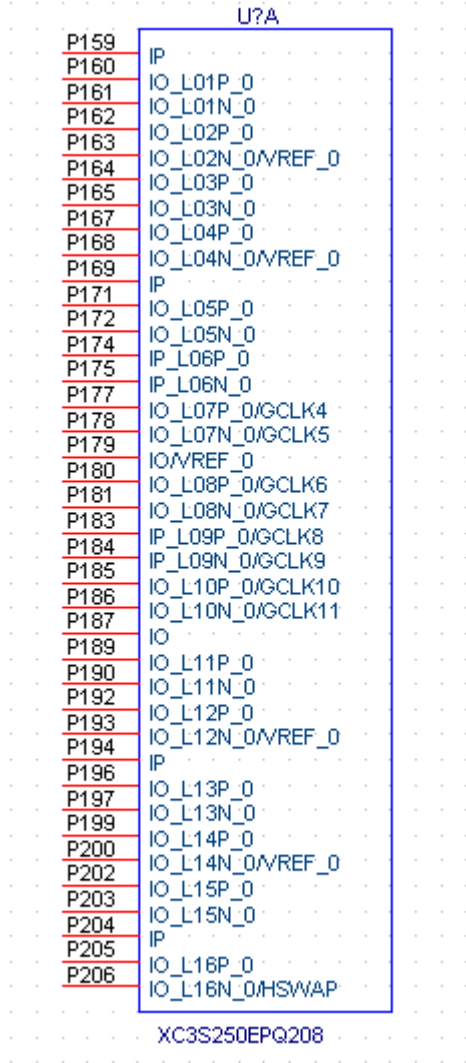 U?A
P159 IP
P160 IO_L01P_0
P161 IO_L01N_0
P162 IO_L02P_0
P163 IO_L02N_0/VREF_0
P164 IO_L03P_0
P165 IO_L03N_0
P167 IO_L04P_0
P168 IO_L04N_0/VREF_0
P169 IP
P171 IO_L05P_0
P172 IO_L05N_0
P174 IP_L06P_0
P175 IP_L06N_0
P177 IO_L07P_0/GCLK4
P178 IO_L07N_0/GCLK5
P179 IO/VREF_0
P180 IO_L08P_0/GCLK6
P181 IO_L08N_0/GCLK7
P183 IP_L09P_0/GCLK8
P184 IP_L09N_0/GCLK9
P185 IO_L10P_0/GCLK10
P186 IO_L10N_0/GCLK11
P187 IO
P189 IO_L11P_0
P190 IO_L11N_0
P192 IO_L12P_0
P193 IO_L12N_0/VREF_0
P194 IP
P196 IO_L13P_0
P197 IO_L13N_0
P199 IO_L14P_0
P200 IO_L14N_0/VREF_0
P202 IO_L15P_0
P203 IO_L15N_0
P204 IP
P205 IO_L16P_0
P206 IO_L16N_0/HSWAP
XC3S250EPQ208